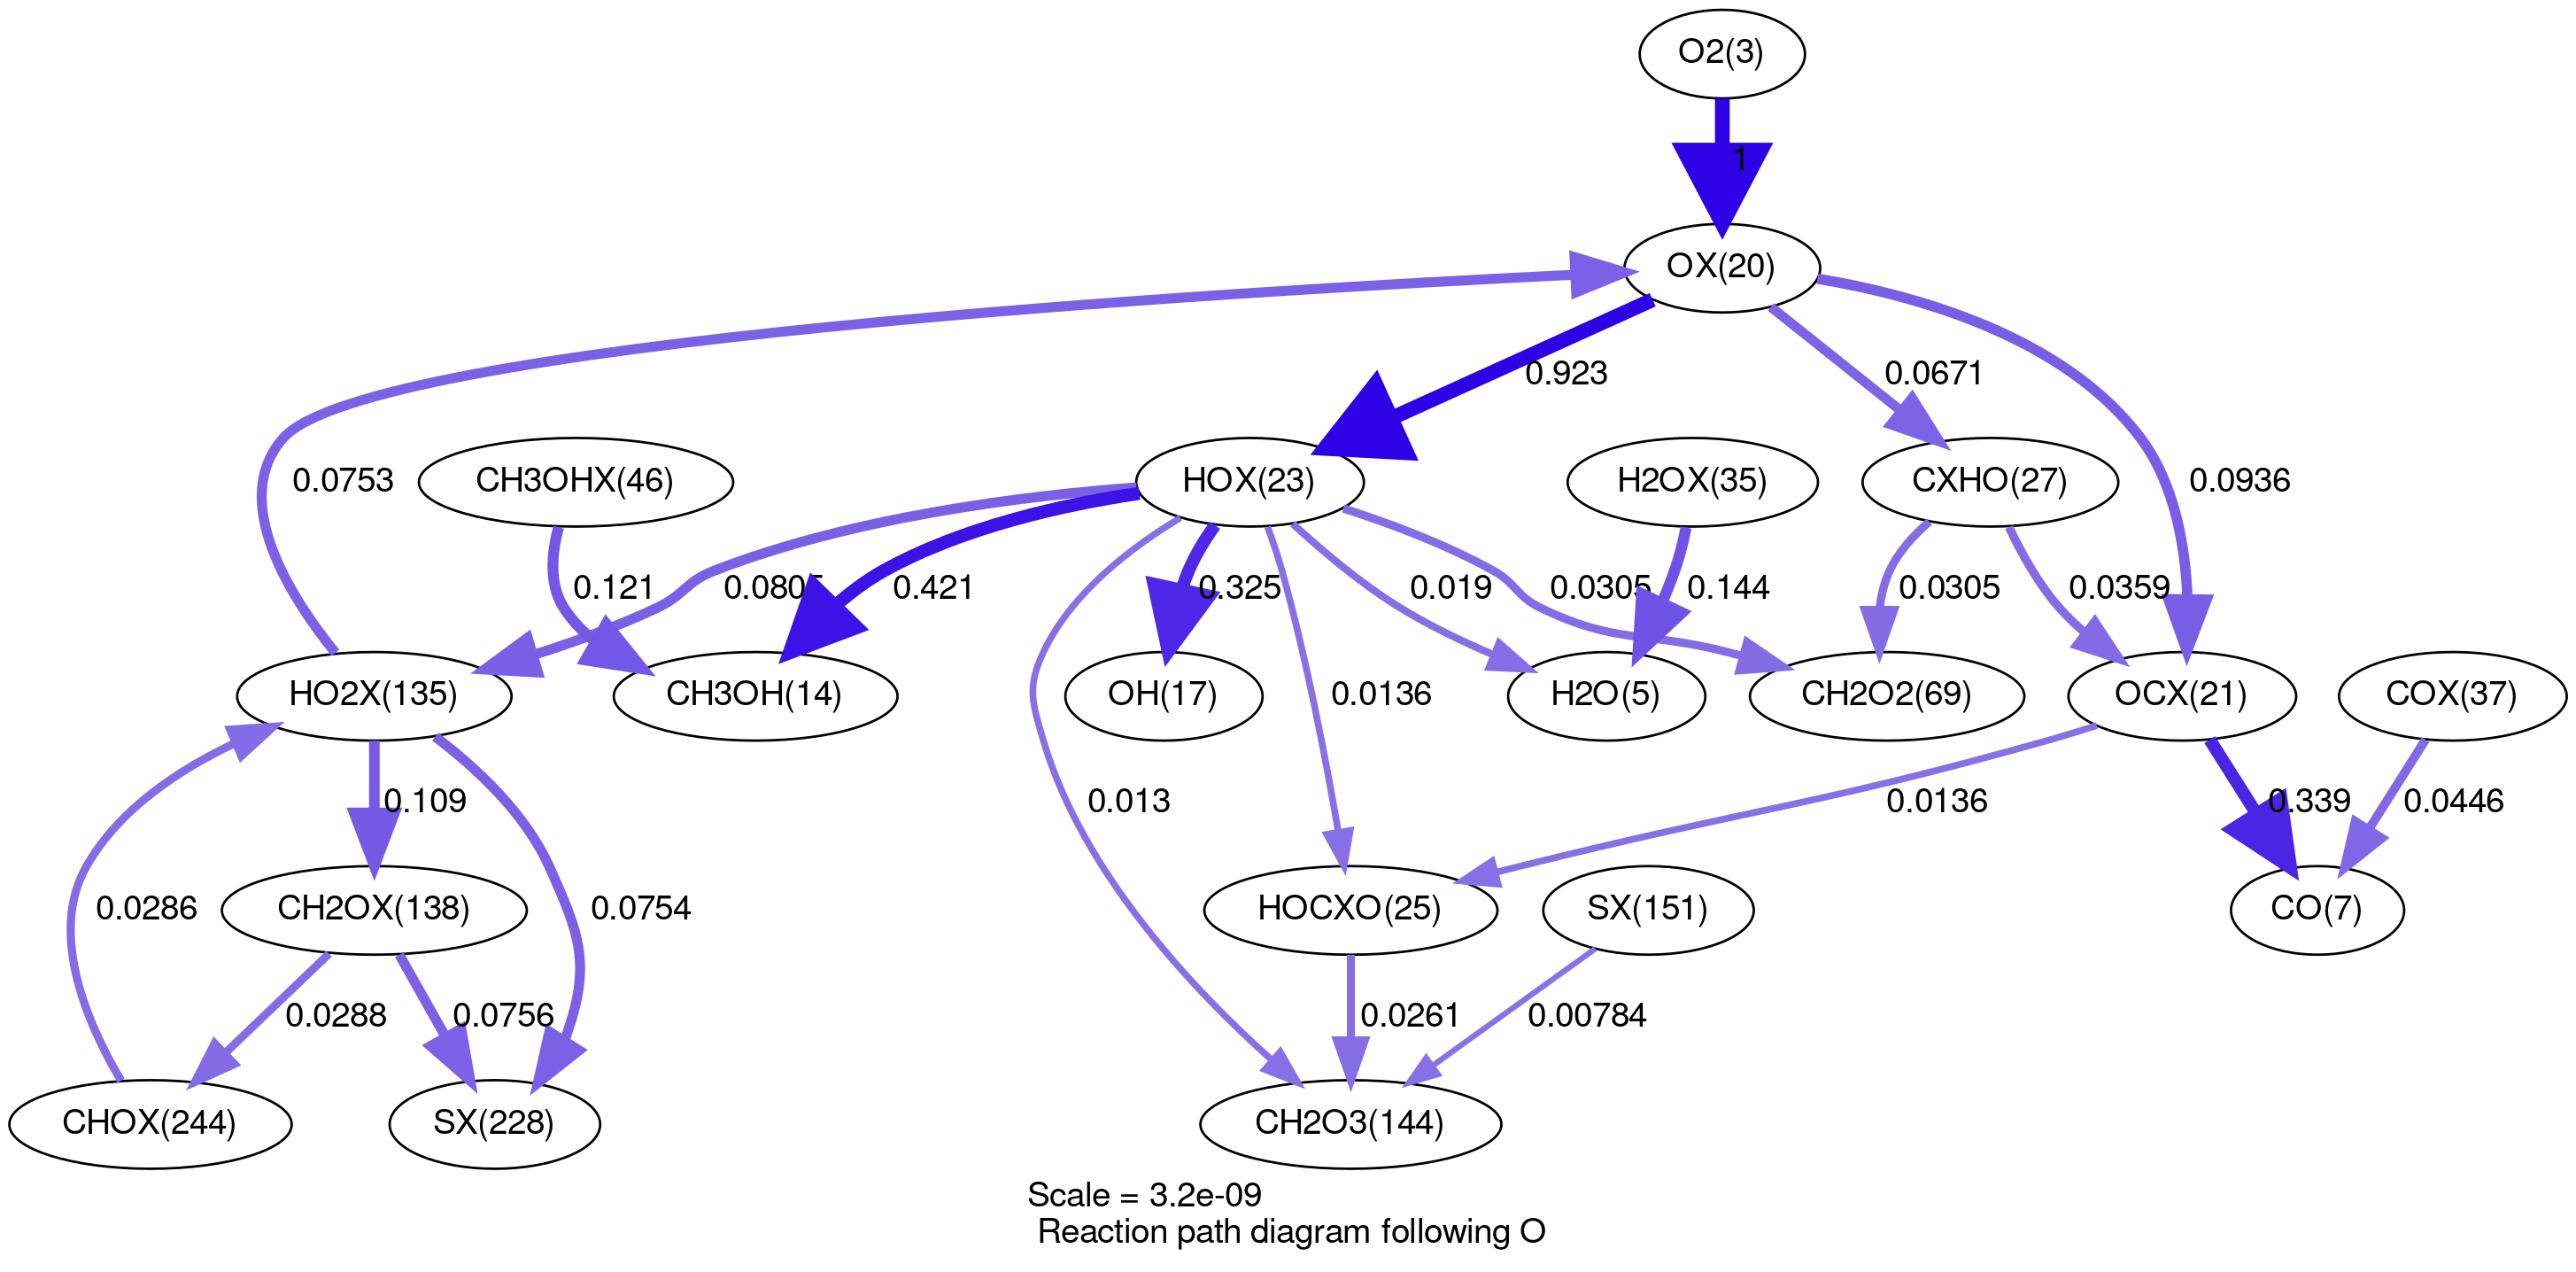 O2(3)
1
OX(20)
0.923
0.0671
0.0753
CH3OHX(46)
HOX(23)
H2OX(35)
CXHO(27)
0.0936
0.121
0.421
0.325
0.019
0.0305
0.144
0.0305
0.0359
HO2X(135)
CH3OH(14)
OH(17)
0.0136
H2O(5)
CH2O2(69)
OCX(21)
COX(37)
0.109
0.013
0.0136
0.339
0.0446
0.0286
CH2OX(138)
0.0754
HOCXO(25)
SX(151)
CO(7)
0.0288
0.0756
0.0261
0.00784
CHOX(244)
SX(228)
CH2O3(144)
Scale = 3.2e-09
Reaction path diagram following O